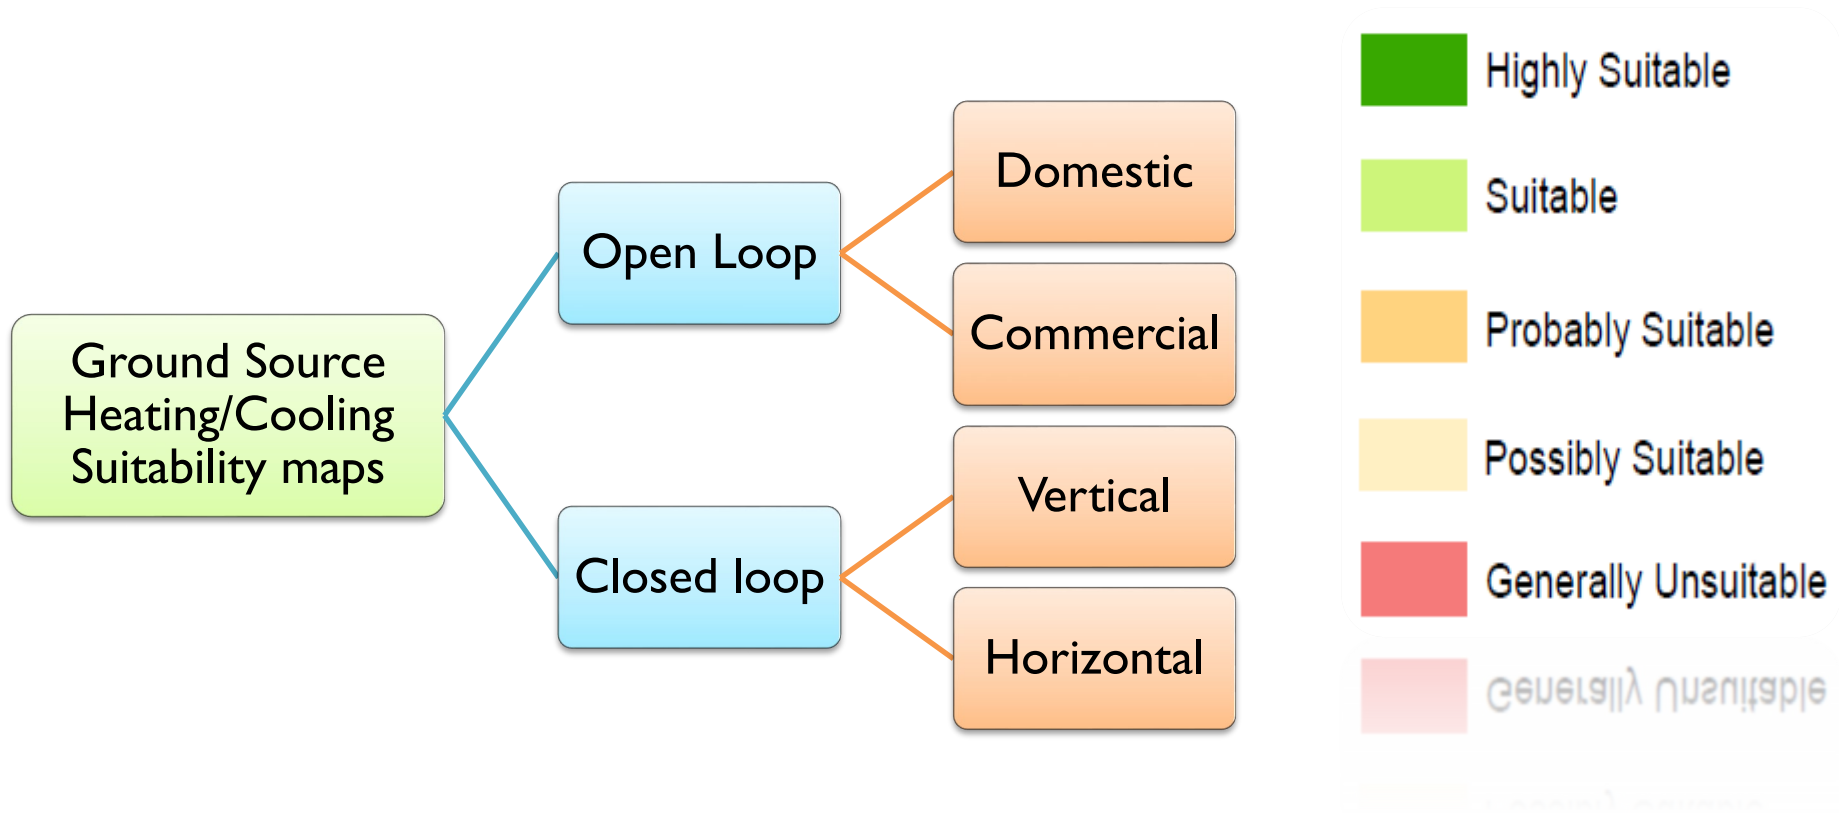 Ground Source
Heating/Cooling
Suitability maps
Open Loop
Closed loop
Domestic
Commercial
Vertical
Horizontal
Highly Suitable
Suitable
Probably Suitable
Possibly Suitable
Generally Unsuitable